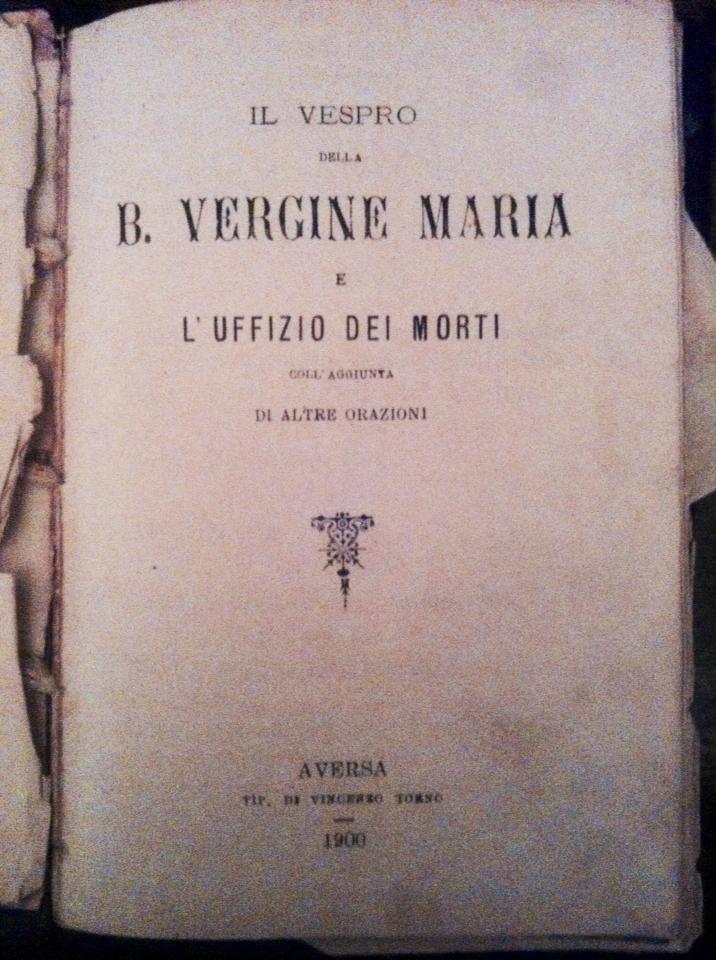 IL VESPRO
DELLA
B. VERGINE MARIA
E
L'UFFIZIO DEI MORTI
COLL'AGGIUNTA
DI ALTRE ORAZIONI
AVERSA
TIP. DI VINCENZO TORNO
1900